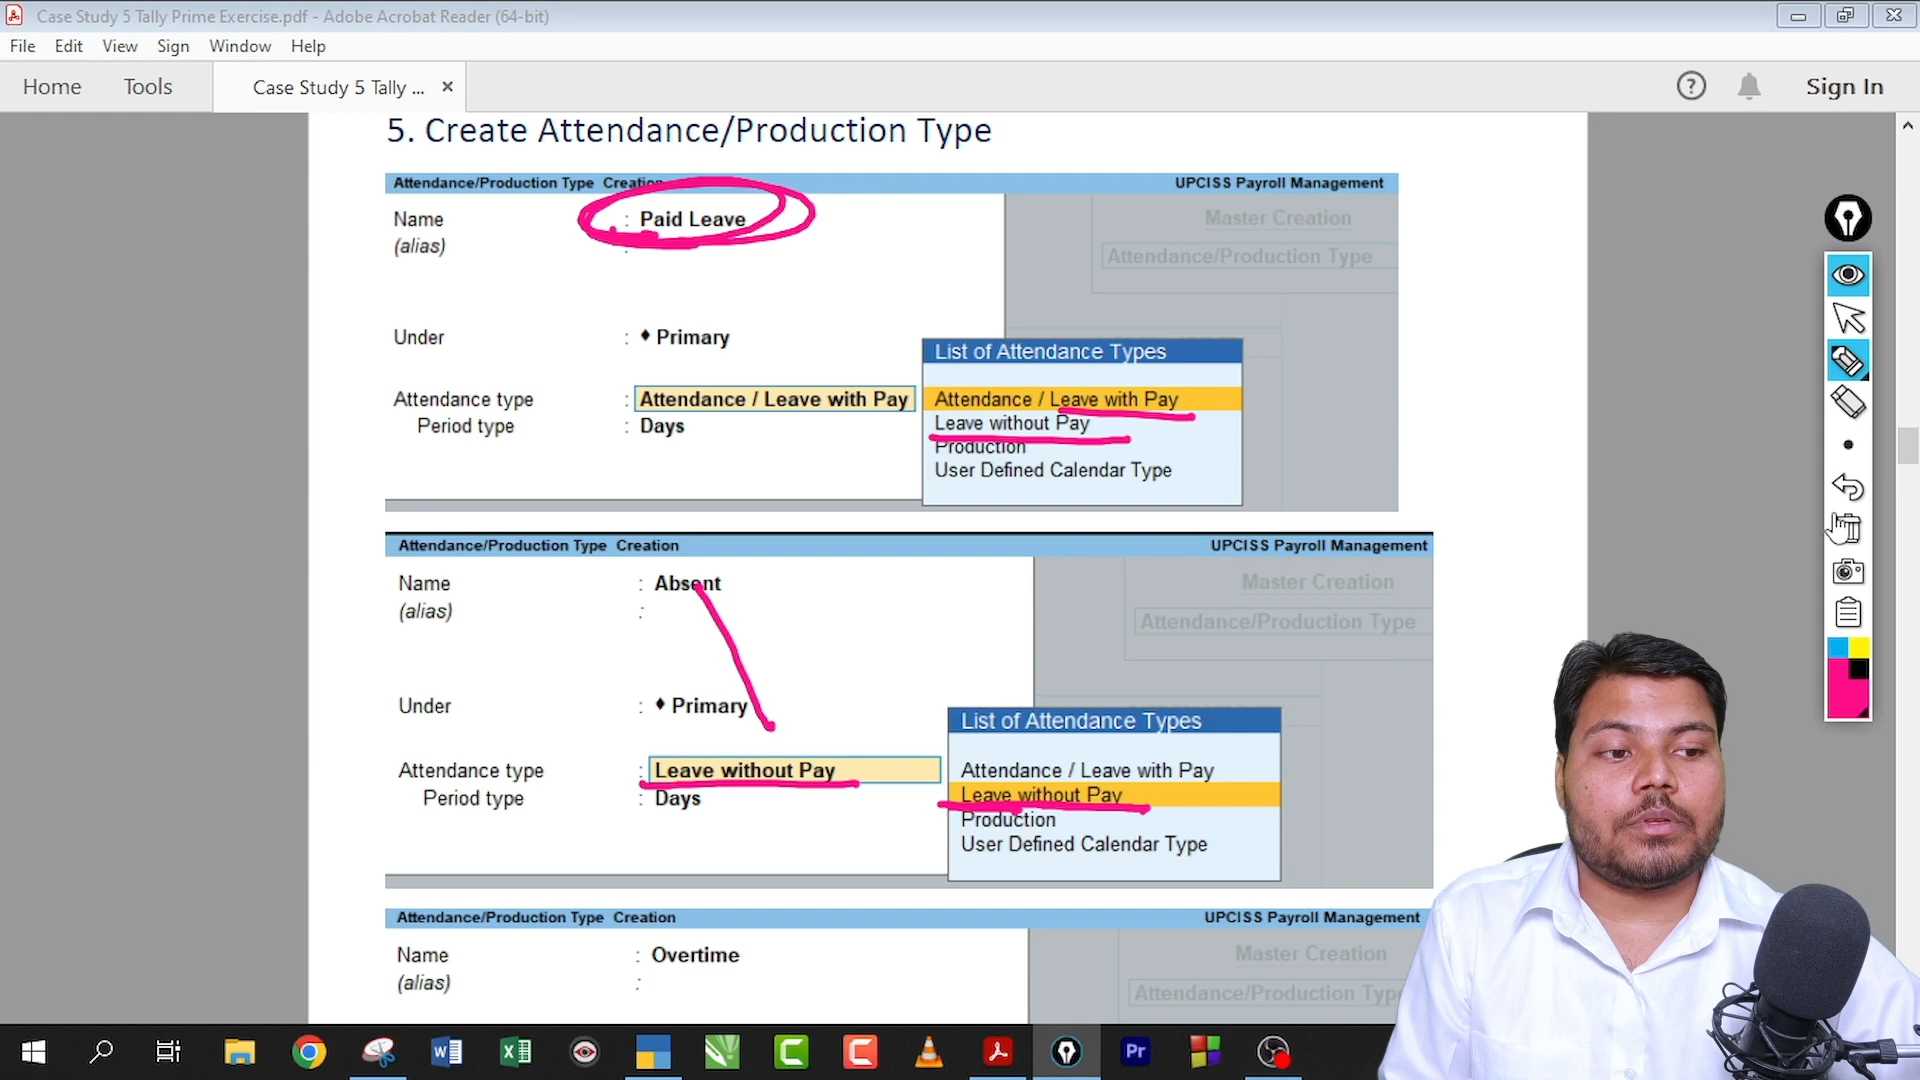 Case Study 5 Tally Prime Exercise.pdf - Adobe Acrobat Reader (64-bit)
File Edit View Sign Window Help
Home Tools Case Study 5 Tally ... × Sign In
5. Create Attendance/Production Type
Attendance/Production Type Creation UPCISS Payroll Management
Name : Paid Leave
(alias) :
Master Creation
Attendance/Production Type
Under : ♦ Primary
Attendance type : Attendance / Leave with Pay
Period type : Days
List of Attendance Types
Attendance / Leave with Pay
Leave without Pay
Production
User Defined Calendar Type
Attendance/Production Type Creation UPCISS Payroll Management
Name : Absent
(alias) :
Master Creation
Attendance/Production Type
Under : ♦ Primary
Attendance type : Leave without Pay
Period type : Days
List of Attendance Types
Attendance / Leave with Pay
Leave without Pay
Production
User Defined Calendar Type
Attendance/Production Type Creation UPCISS Payroll Management
Name : Overtime
(alias) :
Master Creation
Attendance/Production Type
Pr